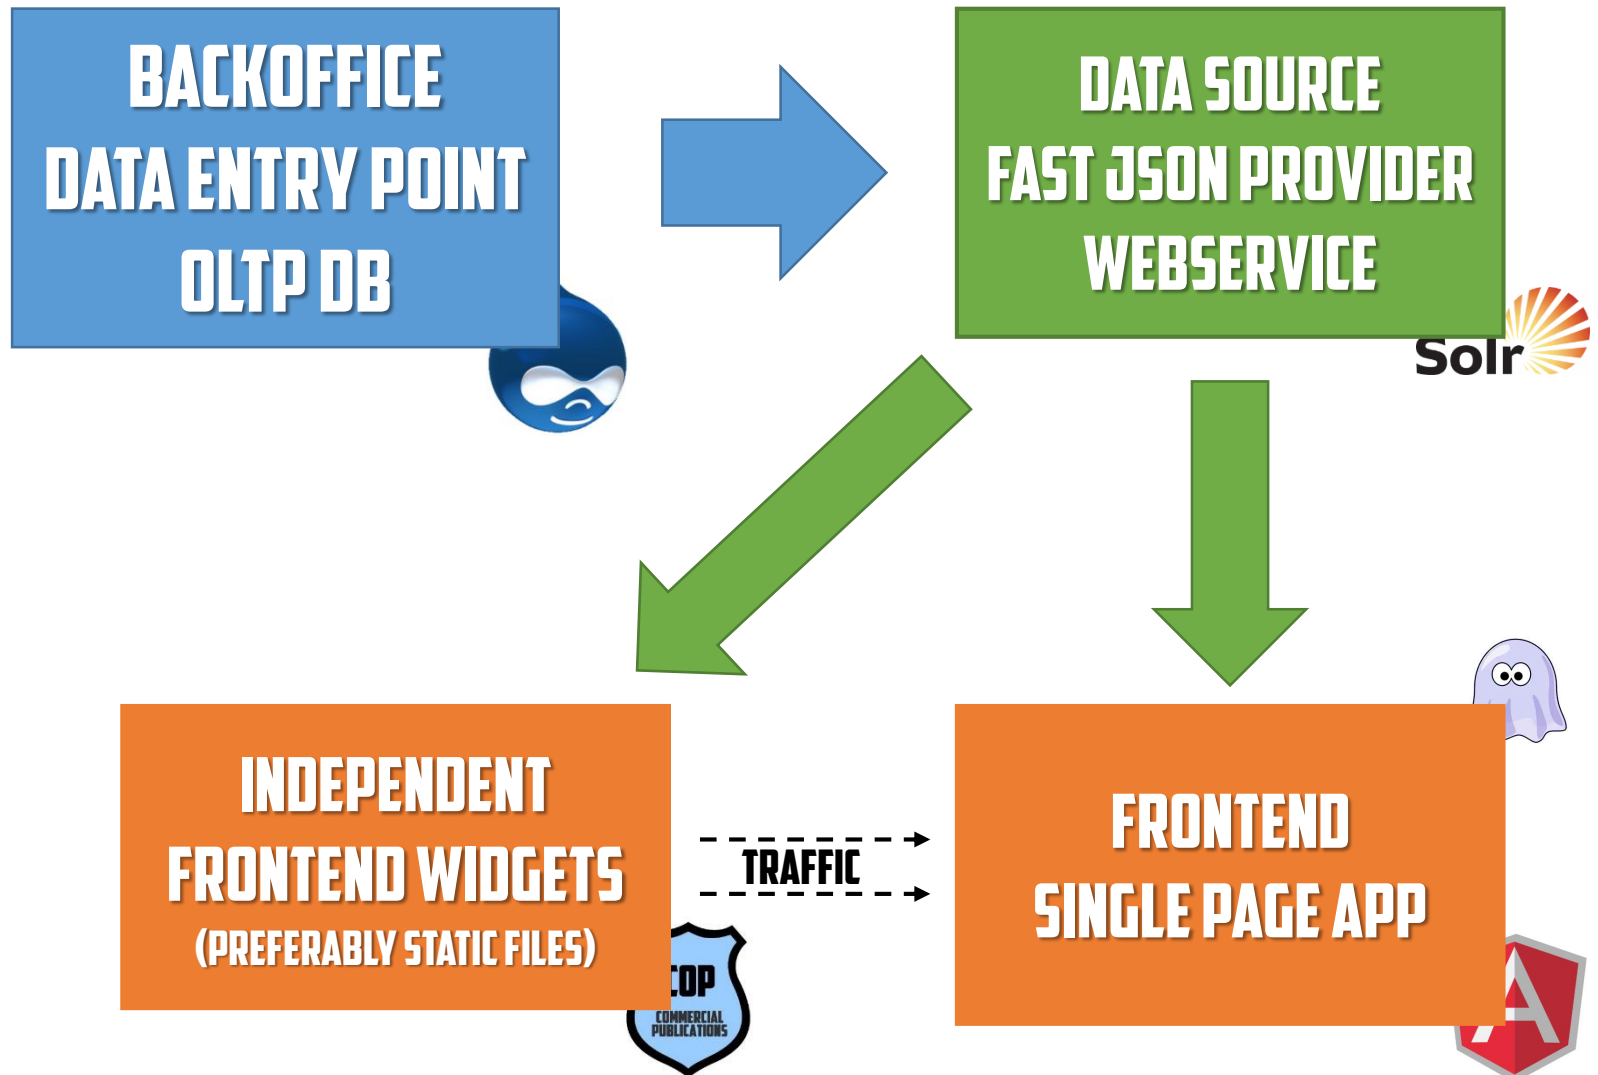 BACKOFFICE
DATA ENTRY POINT
OLTP DB
DATA SOURCE
FAST JSON PROVIDER
WEBSERVICE
Solr
INDEPENDENT
FRONTEND WIDGETS
(PREFERABLY STATIC FILES)
TRAFFIC
FRONTEND
SINGLE PAGE APP
COP
COMMERCIAL
PUBLICATIONS
A